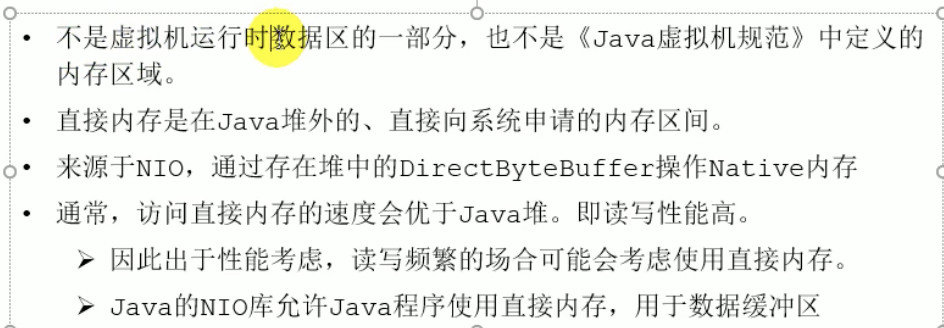 • 不是虚拟机运行时数据区的一部分，也不是《Java虚拟机规范》中定义的
内存区域。
• 直接内存是在Java堆外的、直接向系统申请的内存区间。
• 来源于NIO，通过存在堆中的DirectByteBuffer操作Native内存
• 通常，访问直接内存的速度会优于Java堆。即读写性能高。
➢ 因此出于性能考虑，读写频繁的场合可能会考虑使用直接内存。
➢ Java的NIO库允许Java程序使用直接内存，用于数据缓冲区